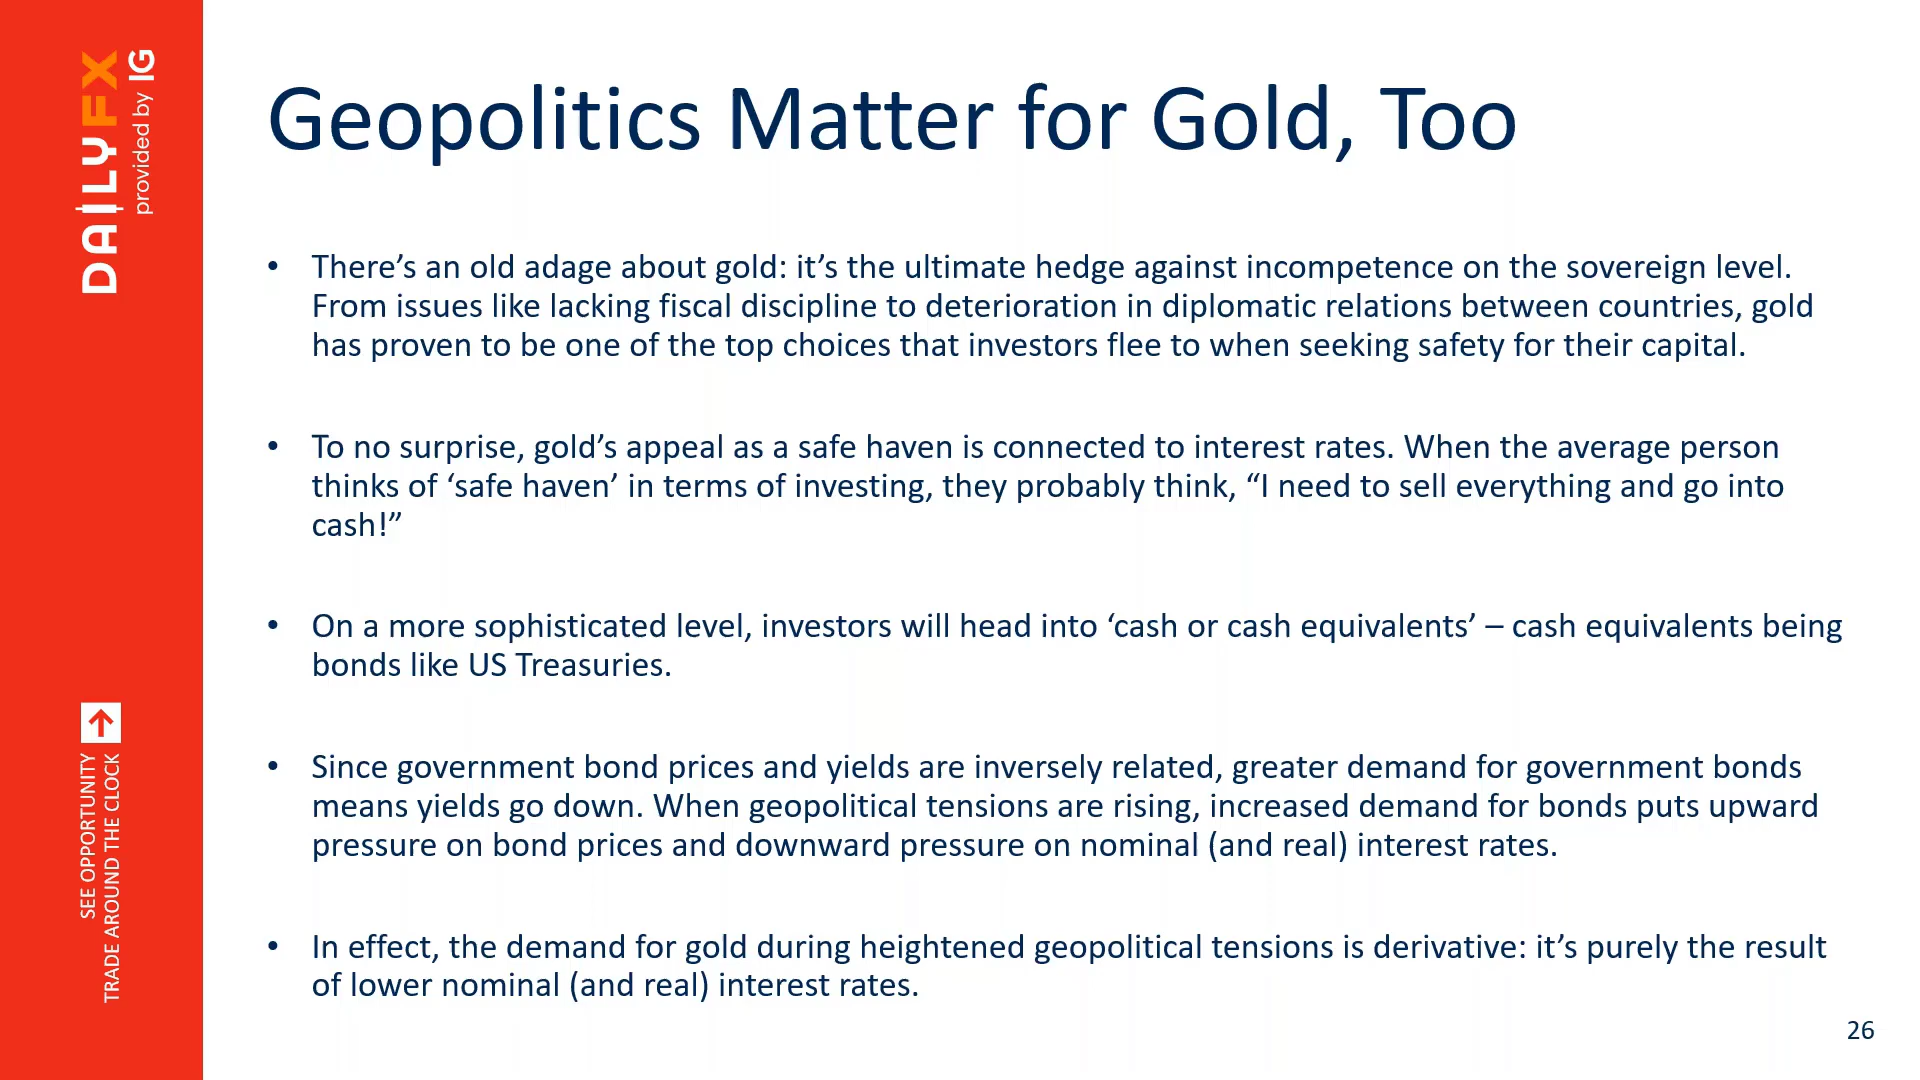 DAILYFX
provided by IG
SEE OPPORTUNITY
TRADE AROUND THE CLOCK
Geopolitics Matter for Gold, Too
• There’s an old adage about gold: it’s the ultimate hedge against incompetence on the sovereign level.
From issues like lacking fiscal discipline to deterioration in diplomatic relations between countries, gold
has proven to be one of the top choices that investors flee to when seeking safety for their capital.
• To no surprise, gold’s appeal as a safe haven is connected to interest rates. When the average person
thinks of ‘safe haven’ in terms of investing, they probably think, “I need to sell everything and go into
cash!”
• On a more sophisticated level, investors will head into ‘cash or cash equivalents’ – cash equivalents being
bonds like US Treasuries.
• Since government bond prices and yields are inversely related, greater demand for government bonds
means yields go down. When geopolitical tensions are rising, increased demand for bonds puts upward
pressure on bond prices and downward pressure on nominal (and real) interest rates.
• In effect, the demand for gold during heightened geopolitical tensions is derivative: it’s purely the result
of lower nominal (and real) interest rates.
26